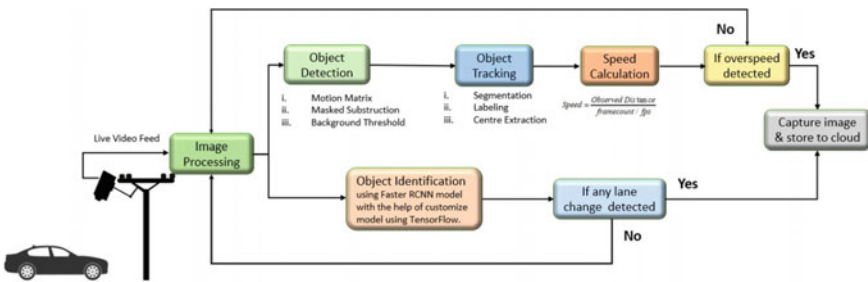 No
Object
Detection
Object
Tracking
Speed
Calculation
If overspeed
detected
Yes
i. Motion Matrix
ii. Masked Substruction
iii. Background Threshold
i. Segmentation
ii. Labeling
iii. Centre Extraction
Speed = Observed Distance / framecount / fps
Capture image
& store to cloud
Live Video Feed
Image
Processing
Object Identification
using Faster RCNN model
with the help of customize
model using TensorFlow.
If any lane
change detected
Yes
No